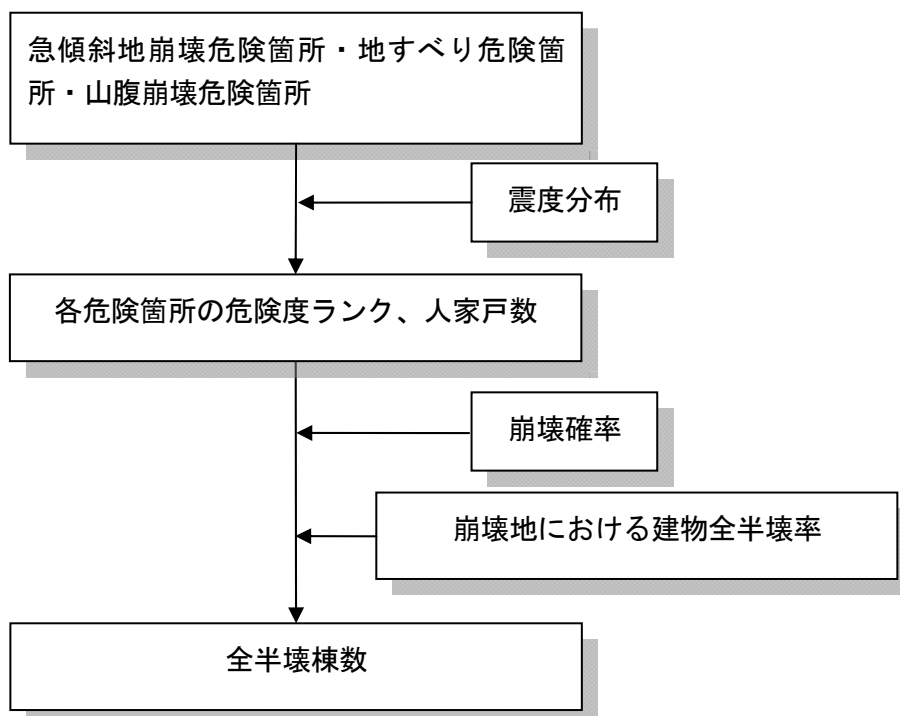 急傾斜地崩壊危険箇所・地すべり危険箇
所・山腹崩壊危険箇所
震度分布
各危険箇所の危険度ランク、人家戸数
崩壊確率
崩壊地における建物全半壊率
全半壊棟数